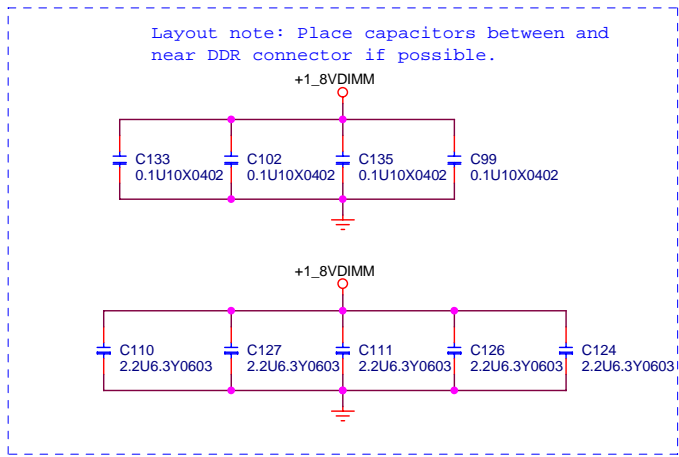 Layout note: Place capacitors between and
near DDR connector if possible.
+1_8VDIMM
C133 C102 C135 C99
0.1U10X0402 0.1U10X0402 0.1U10X0402 0.1U10X0402
+1_8VDIMM
C110 C127 C111 C126 C124
2.2U6.3Y0603 2.2U6.3Y0603 2.2U6.3Y0603 2.2U6.3Y0603 2.2U6.3Y0603